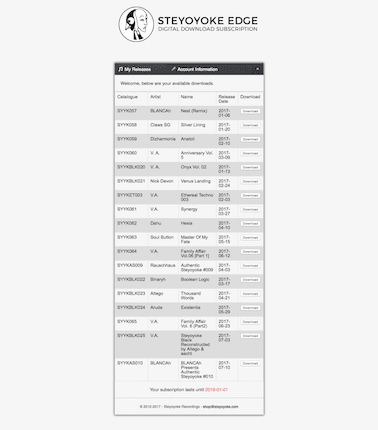 STEYOYOKE EDGE
DIGITAL DOWNLOAD SUBSCRIPTION
My Releases Account Information
Welcome, below are your available downloads.
Catalogue Artist Name Release Download
Date
SYYK057 BLANCAh Nest (Remix) 2017- Download
01-06
SYYK058 Clawz SG Silver Lining 2017- Download
01-20
SYYK059 Dizharmonia Anatoli 2017- Download
02-10
SYYK060 V. A. Anniversary Vol. 2017- Download
5 03-09
SYYKBLK020 V. A. Onyx Vol. 02 2017- Download
01-13
SYYKBLK021 Nick Devon Venus Landing 2017- Download
02-24
SYYKET003 V.A. Ethereal Techno 2017- Download
003 02-03
SYYK061 V.A. Synergy 2017- Download
03-27
SYYK062 Dahu Hexia 2017- Download
04-10
SYYK063 Soul Button Master Of My 2017- Download
Fate 05-15
SYYK064 V.A. Family Affair 2017- Download
Vol.06 (Part 1) 06-12
SYYKAS009 Rauschhaus Authentic 2017- Download
Steyoyoke #009 04-03
SYYKBLK022 Binaryh Boolean Logic 2017- Download
03-17
SYYKBLK023 Allegro Thousand 2017- Download
Words 04-21
SYYKBLK024 Arude Existentia 2017- Download
05-29
SYYK065 V.A. Family Affair 2017- Download
Vol. 6 (Part2) 06-23
SYYKBLK025 V.A. Steyoyoke 2017- Download
Black 07-03
Reconstructed
by Allego &
SYYKAS010 BLANCAh BLANCAh 2017- Download
Presents 07-10
Authentic
Steyoyoke #010
Your subscription lasts until 2018-01-01
© 2012-2017 - Steyoyoke Recordings - shop@steyoyoke.com